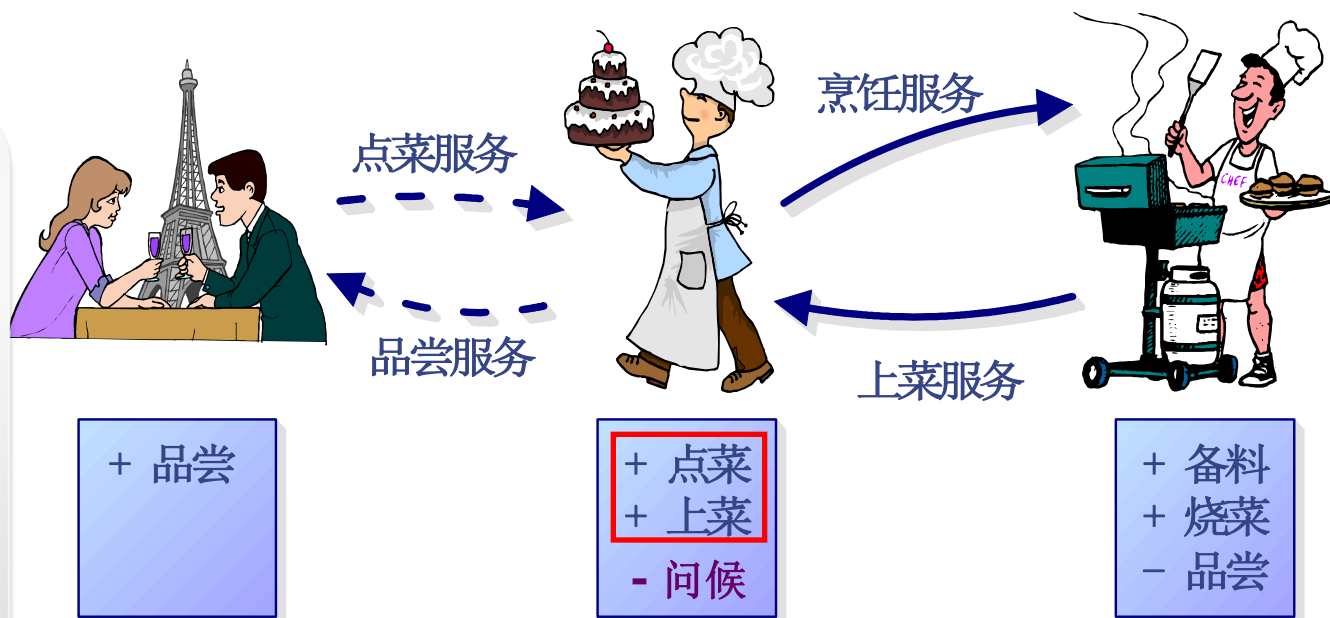 烹饪服务
点菜服务
CHEF
品尝服务
上菜服务
+ 品尝
+ 点菜
+ 上菜
- 问候
+ 备料
+ 烧菜
- 品尝